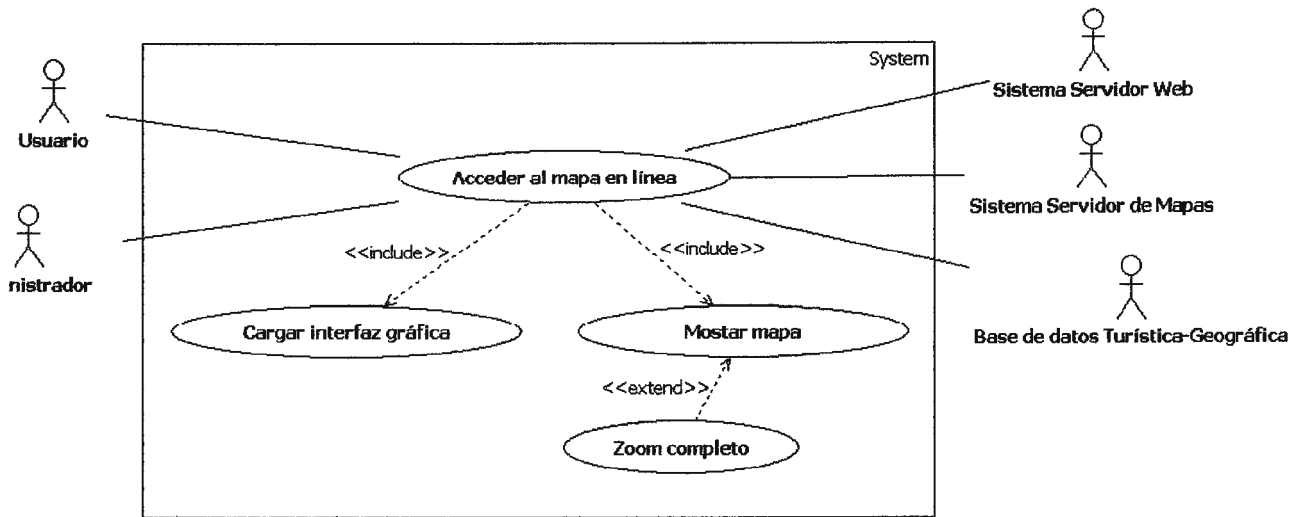 System
Usuario
nistrador
Sistema Servidor Web
Sistema Servidor de Mapas
Base de datos Turística-Geográfica
Acceder al mapa en línea
<<include>>
<<include>>
Cargar interfaz gráfica
Mostar mapa
<<extend>>
Zoom completo